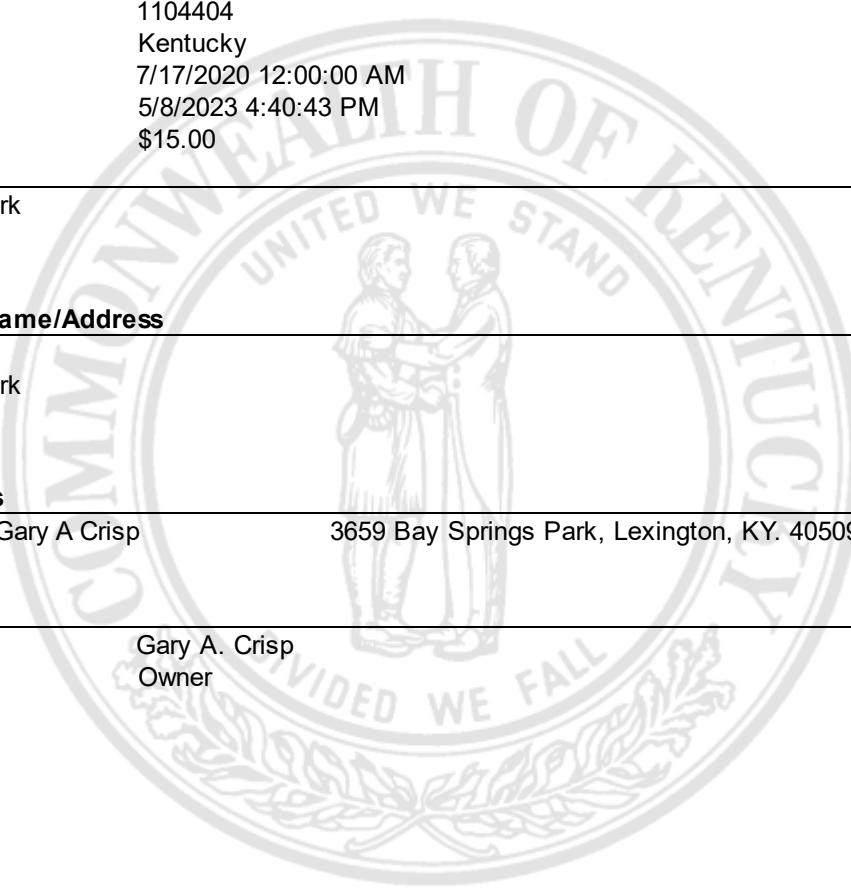 1104404
Kentucky
7/17/2020 12:00:00 AM
5/8/2023 4:40:43 PM
$15.00
rk
ame/Address
rk
s
Gary A Crisp 3659 Bay Springs Park, Lexington, KY. 40509
Gary A. Crisp
Owner
COMMONWEALTH OF KENTUCKY
UNITED WE STAND
DIVIDED WE FALL